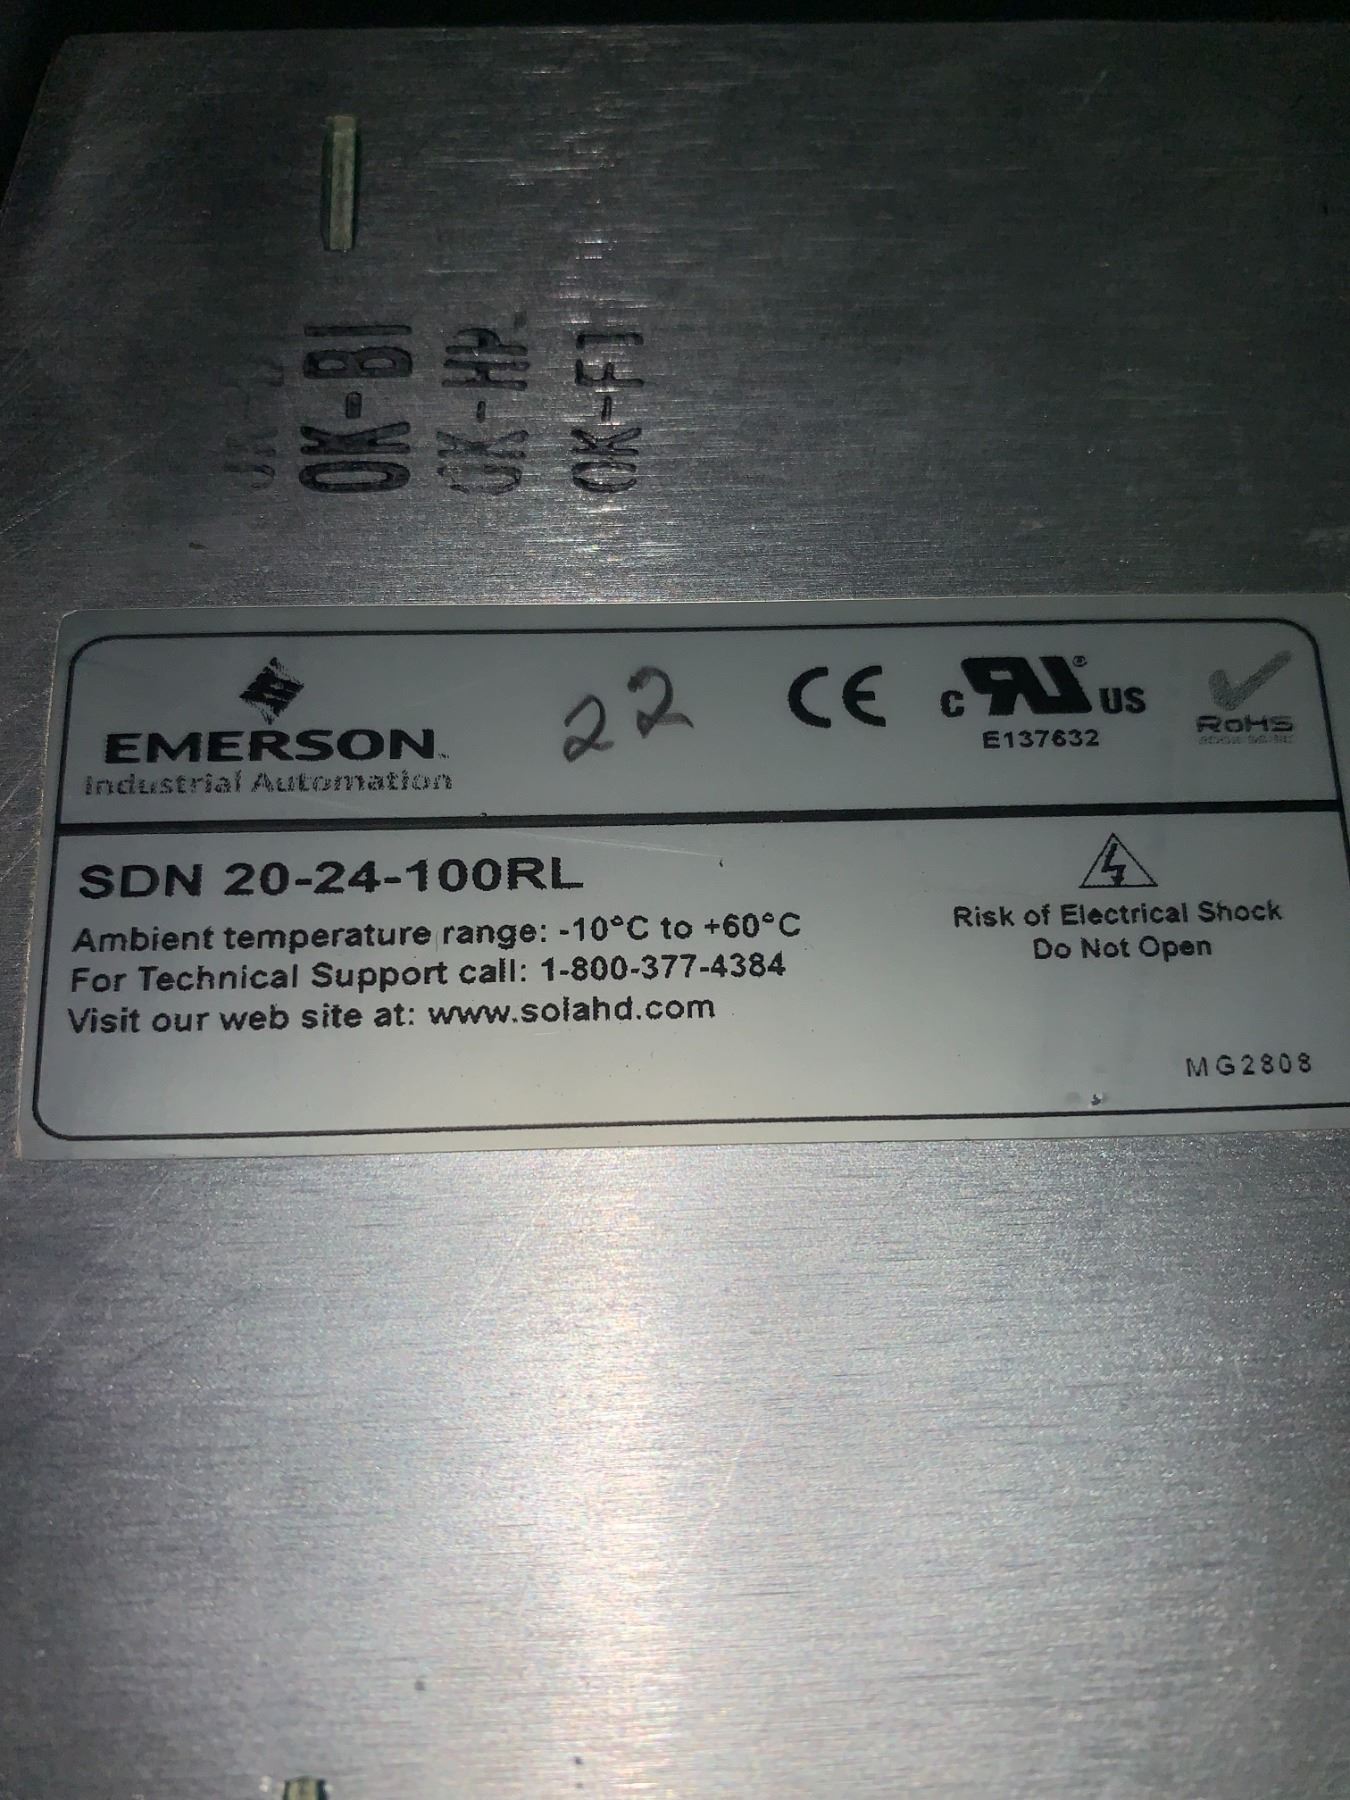 OK-BI
OK-HP
OK-FI
EMERSON
Industrial Automation
22
CE
c RU ® US
E137632
RoHS
SDN 20-24-100RL
Ambient temperature range: -10°C to +60°C
For Technical Support call: 1-800-377-4384
Visit our web site at: www.solahd.com
Risk of Electrical Shock
Do Not Open
MG2808